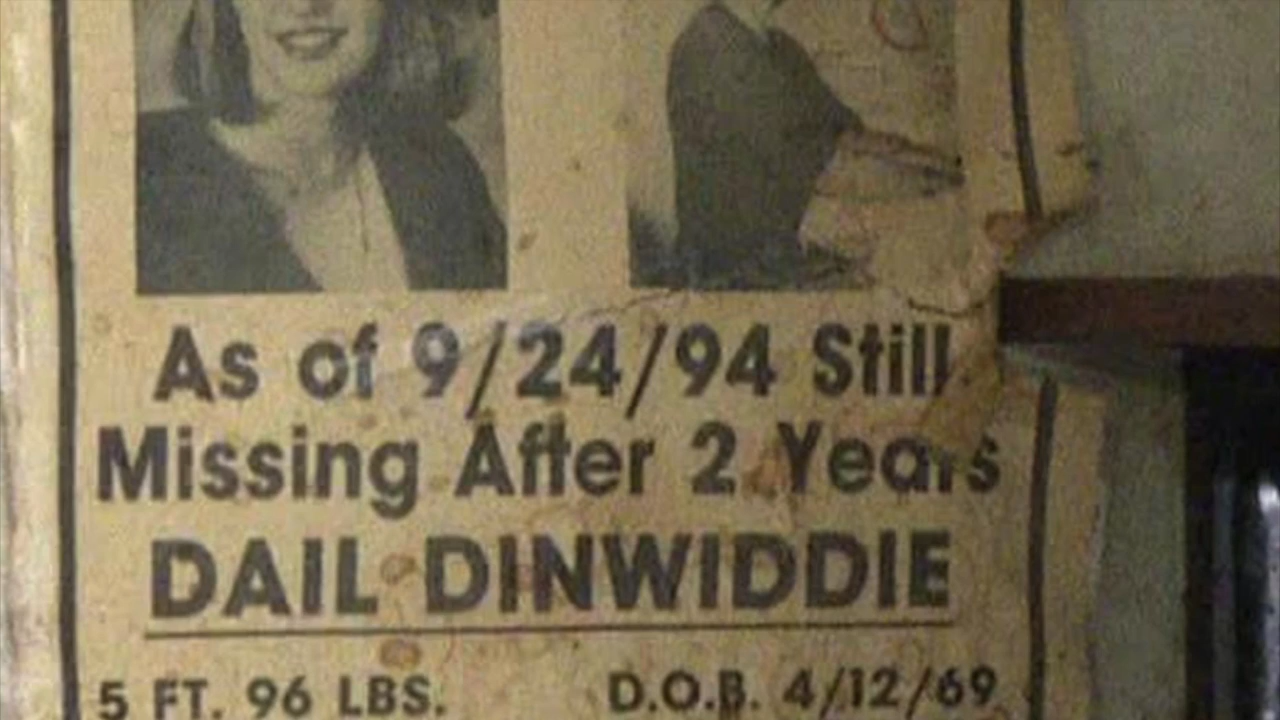 As of 9/24/94 Still
Missing After 2 Years
DAIL DINWIDDIE
5 FT. 96 LBS. D.O.B. 4/12/69